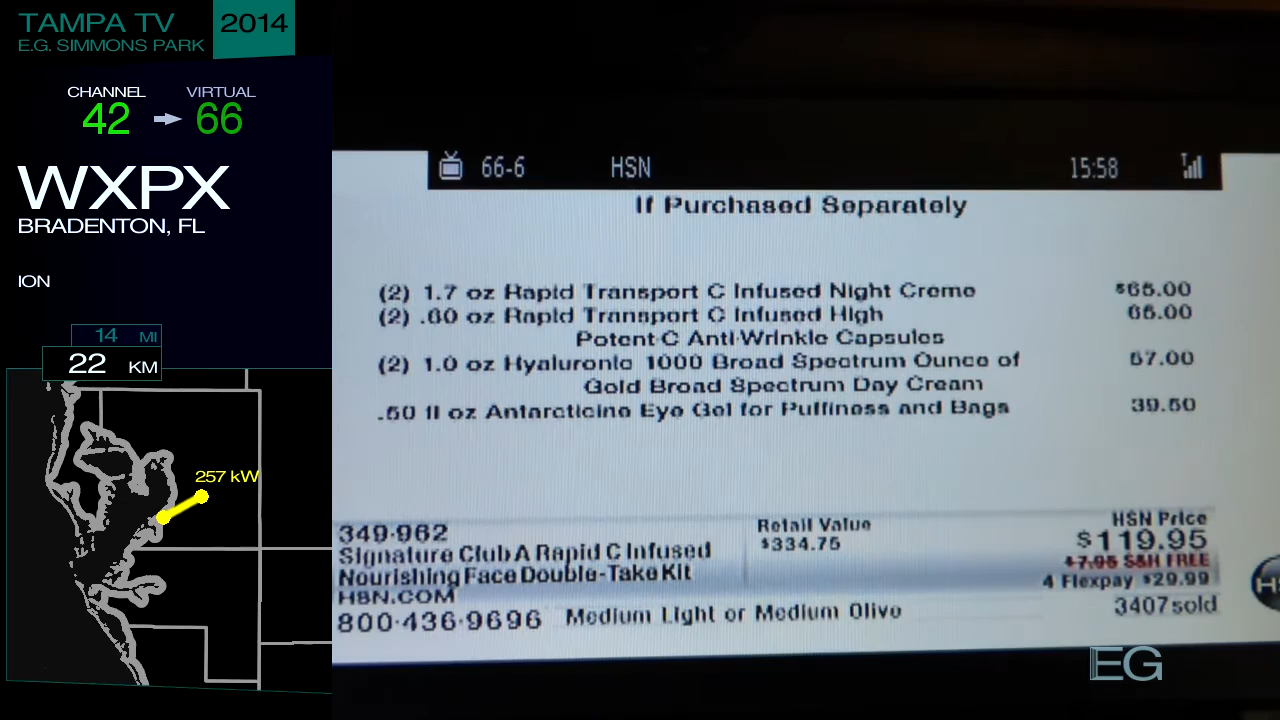 TAMPA TV
E.G. SIMMONS PARK
2014
CHANNEL
VIRTUAL
42
66
WXPX
BRADENTON, FL
ION
14 MI
22 KM
257 kW
66-6 HSN 15:58
If Purchased Separately
(2) 1.7 oz Rapid Transport C Infused Night Creme $65.00
(2) .60 oz Rapid Transport C Infused High 66.00
Potent C Anti-Wrinkle Capsules
(2) 1.0 oz Hyaluronic 1000 Broad Spectrum Ounce of 57.00
Gold Broad Spectrum Day Cream
.50 fl oz Antarcticine Eye Gel for Puffiness and Bags 39.50
349-962
Signature Club A Rapid C Infused
Nourishing Face Double-Take Kit
HSN.COM
800-436-9696
Medium Light or Medium Olive
Retail Value
$334.75
HSN Price
$119.95
$7.95 S&H FREE
4 Flexpay $29.99
3407 sold
EG